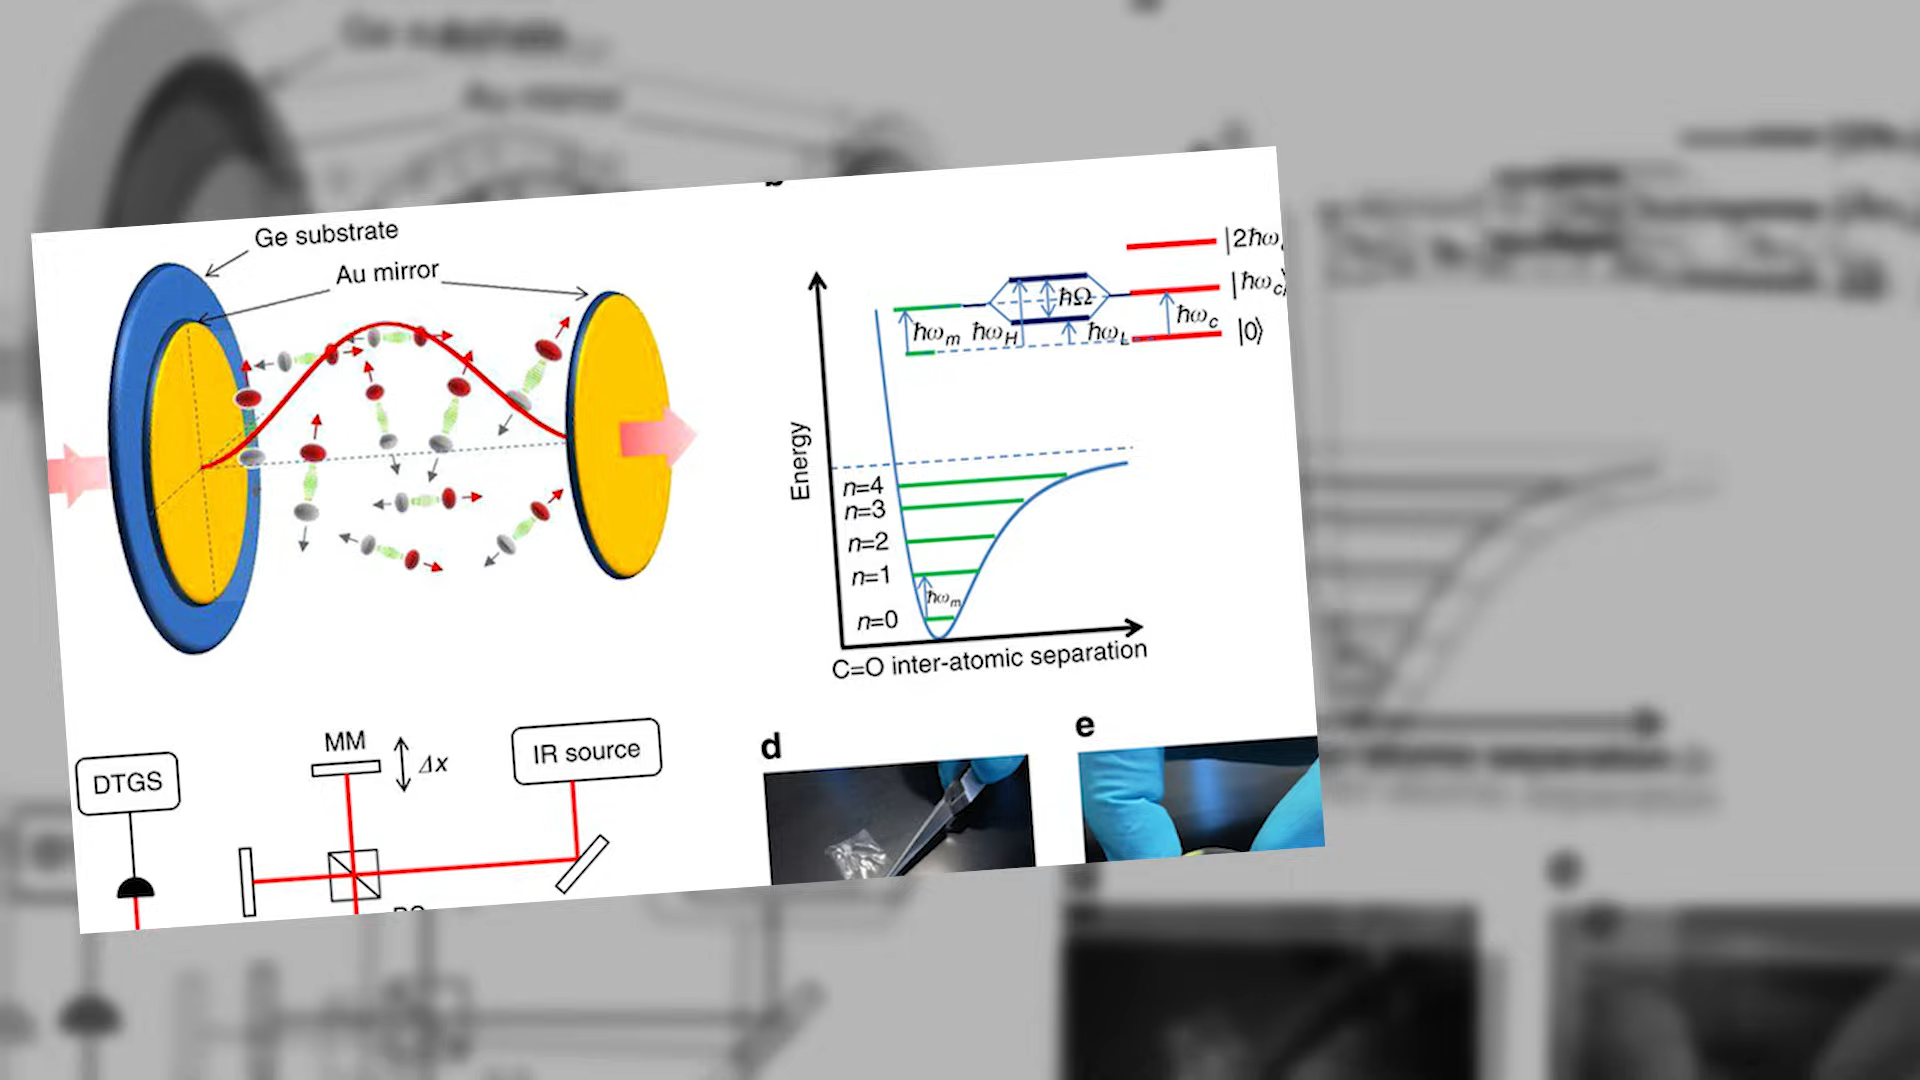 Ge substrate
Au mirror
Energy
ħω_m
ħω_H
ħΩ
ħω_L
ħω_c
|2ħω
|ħω_c
|0⟩
n=4
n=3
n=2
n=1
ħω_m
n=0
C=O inter-atomic separation
DTGS
MM
Δx
IR source
d
e